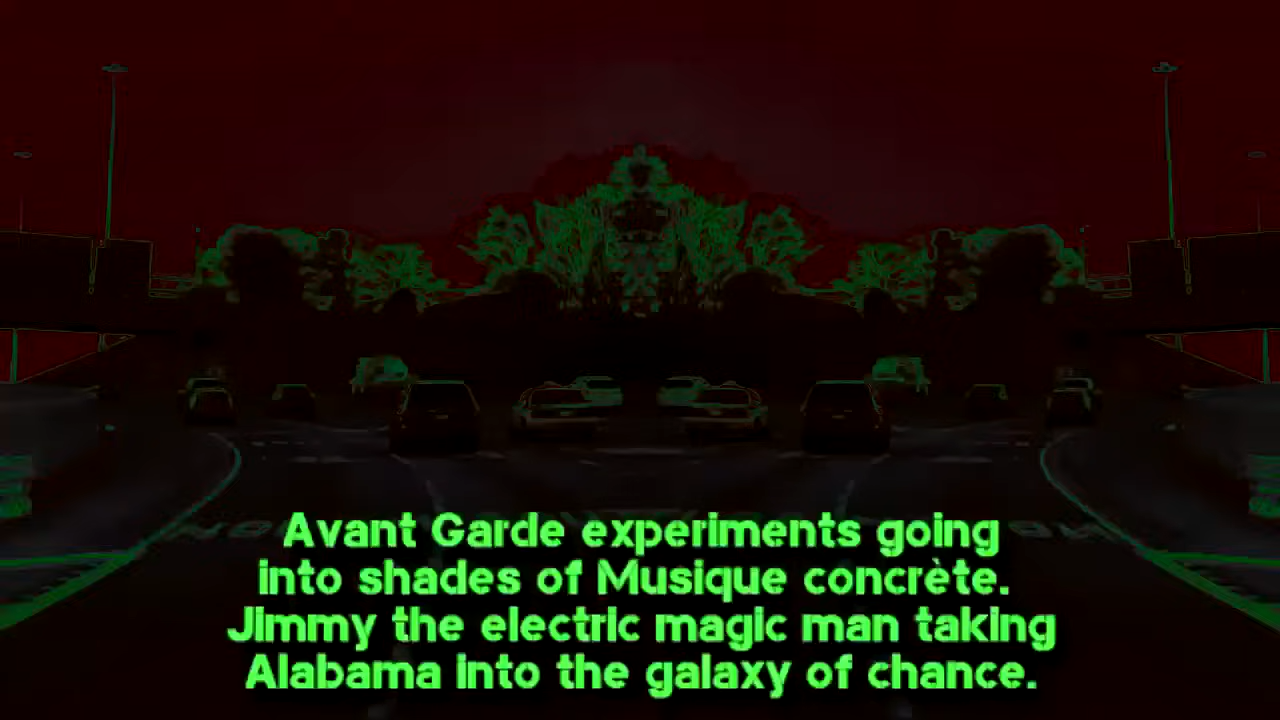 Avant Garde experiments going
into shades of Musique concrète.
Jimmy the electric magic man taking
Alabama into the galaxy of chance.